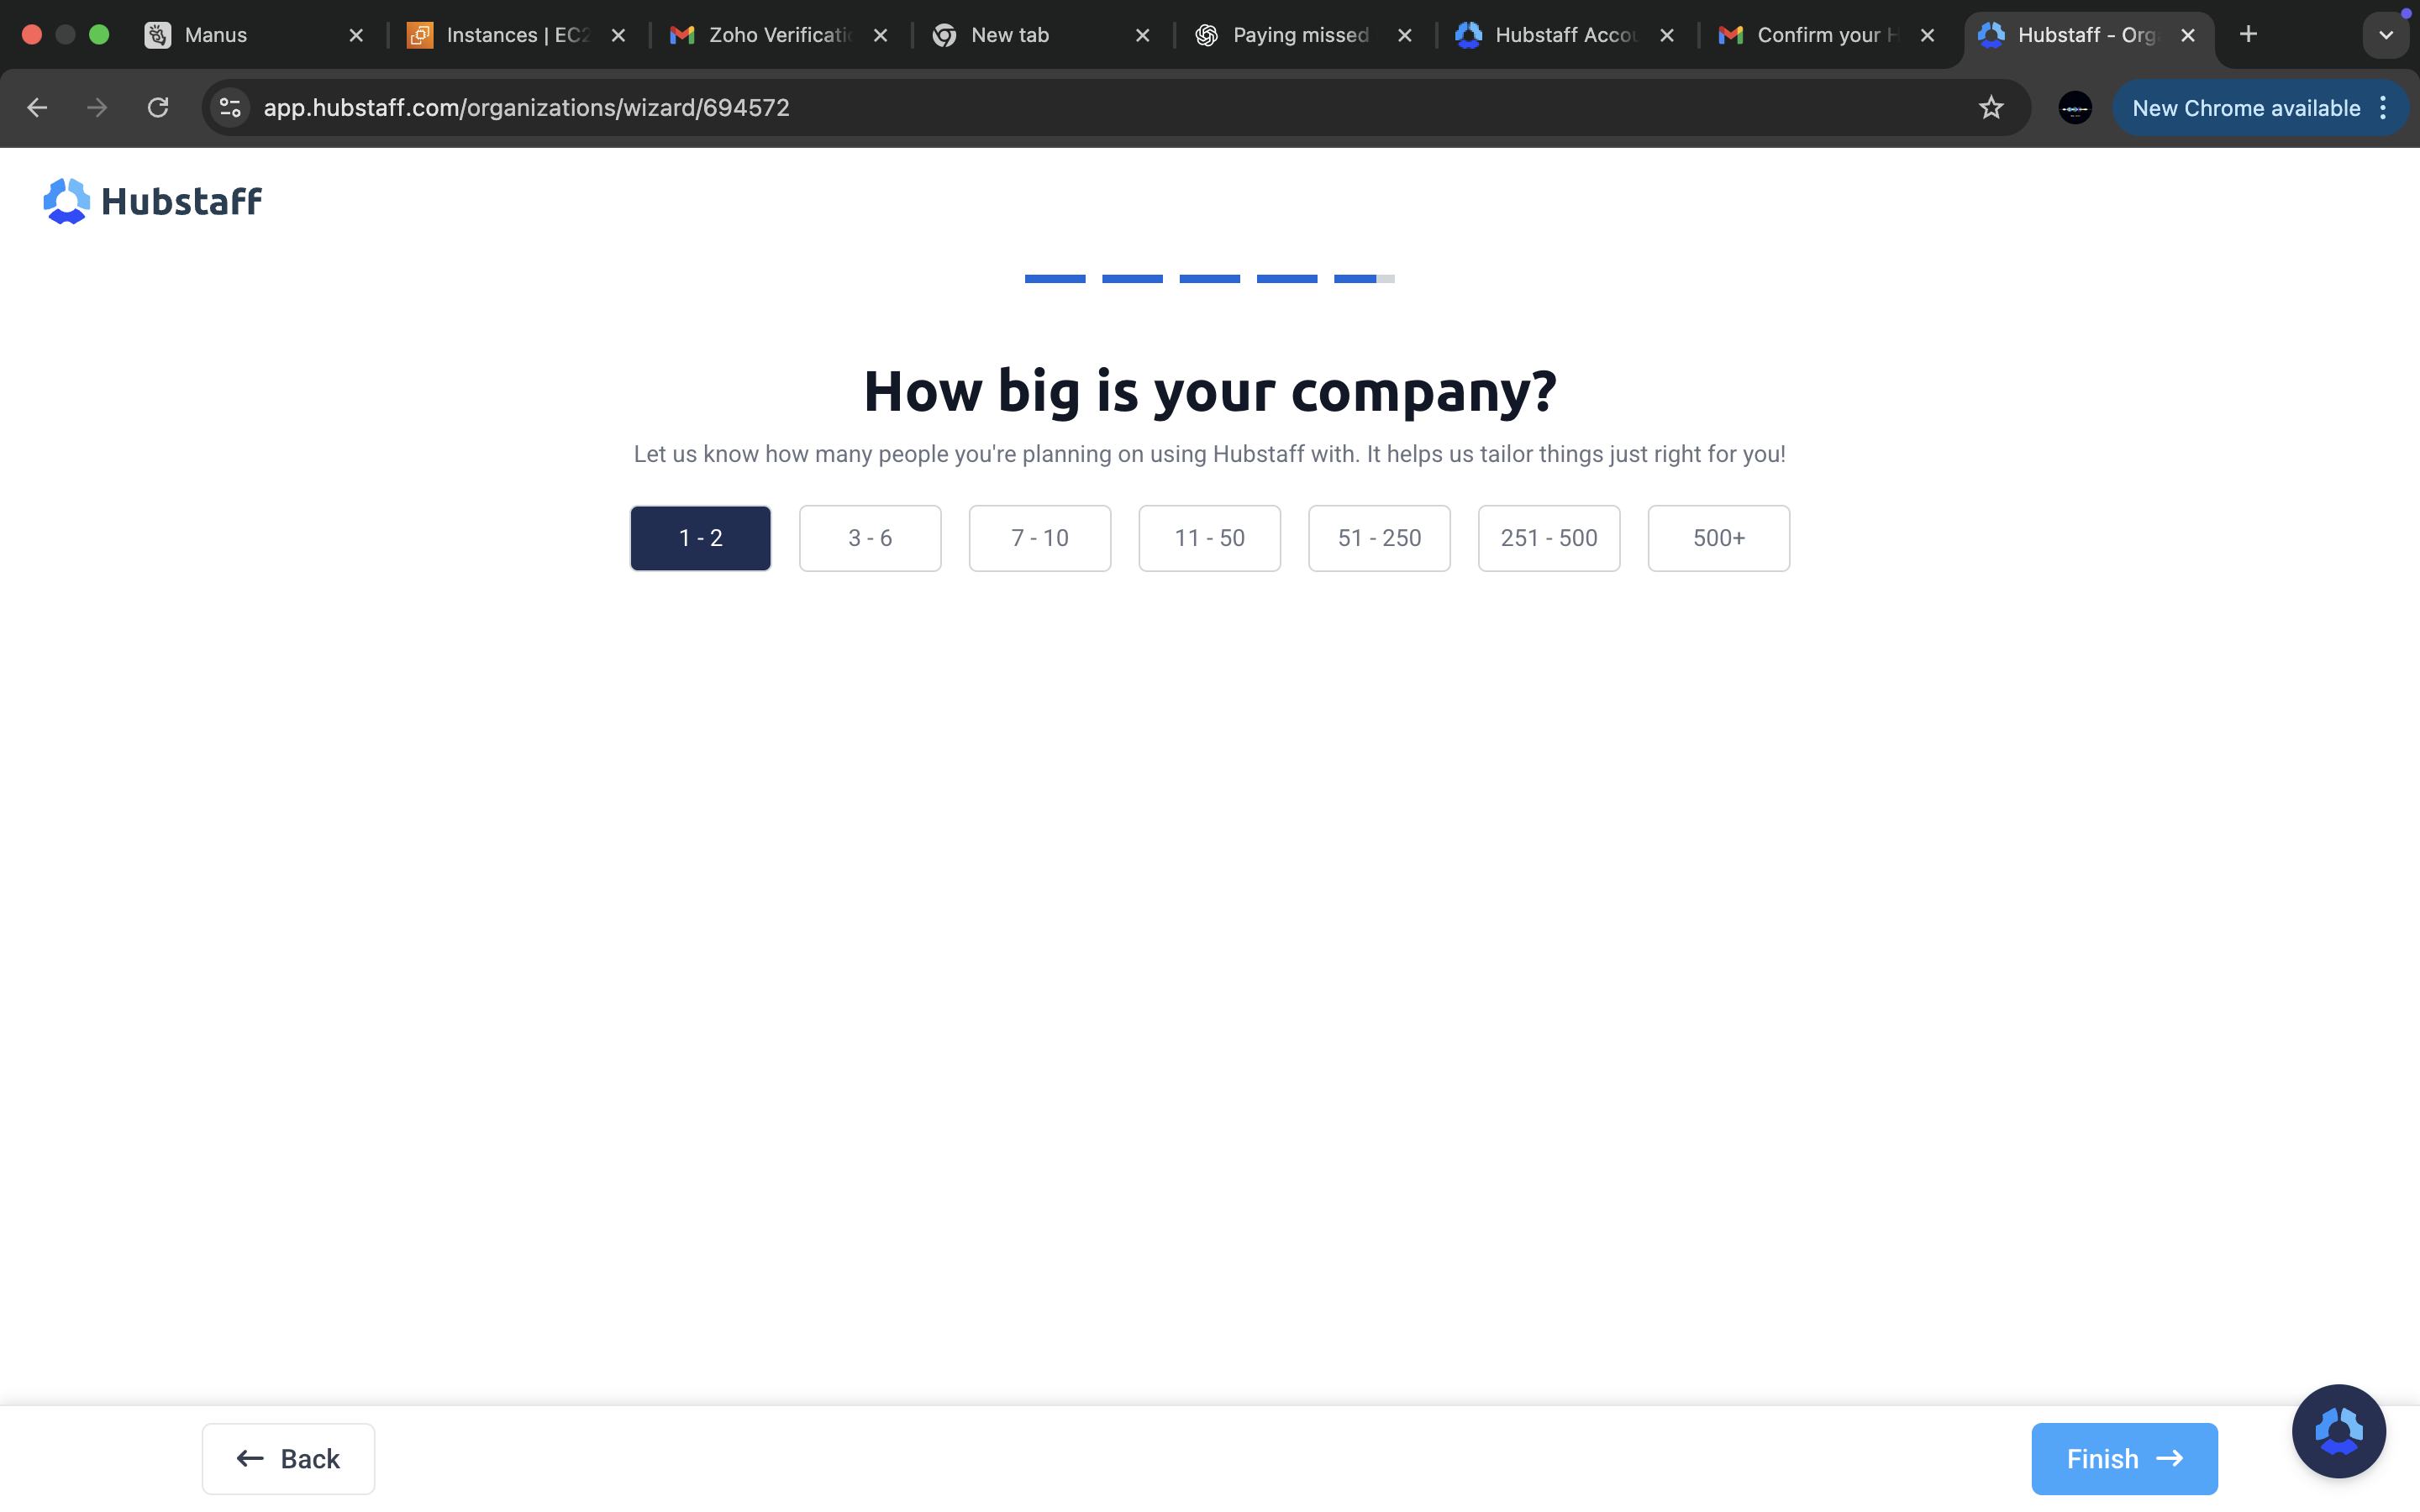 Manus
Instances | EC2
Zoho Verificati
New tab
Paying missed
Hubstaff Accou
Confirm your H
Hubstaff - Org
app.hubstaff.com/organizations/wizard/694572
New Chrome available
Hubstaff
How big is your company?
Let us know how many people you're planning on using Hubstaff with. It helps us tailor things just right for you!
1 - 2
3 - 6
7 - 10
11 - 50
51 - 250
251 - 500
500+
Back
Finish